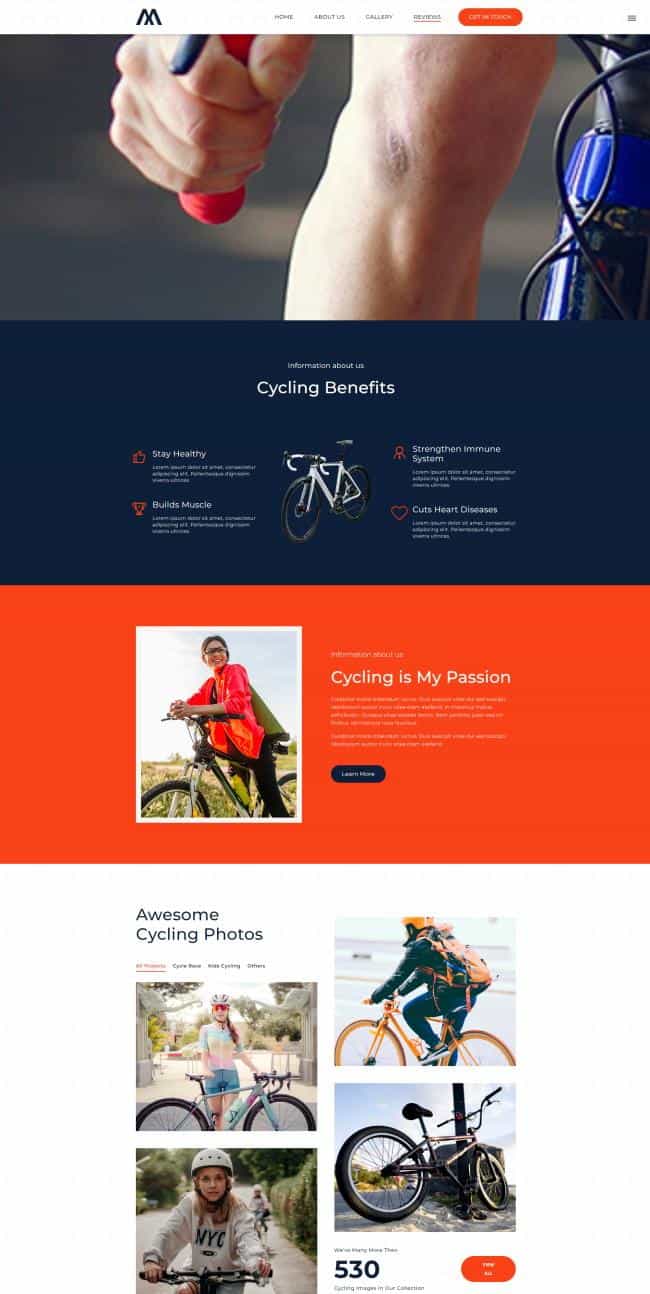 HOME
ABOUT US
GALLERY
REVIEWS
GET IN TOUCH
Information about us
Cycling Benefits
Stay Healthy
Lorem ipsum dolor sit amet, consectetur
adipiscing elit. Pellentesque dignissim
viverra ultrices
Builds Muscle
Lorem ipsum dolor sit amet, consectetur
adipiscing elit. Pellentesque dignissim
viverra ultrices
Strengthen Immune
System
Lorem ipsum dolor sit amet, consectetur
adipiscing elit. Pellentesque dignissim
viverra ultrices
Cuts Heart Diseases
Lorem ipsum dolor sit amet, consectetur
adipiscing elit. Pellentesque dignissim
viverra ultrices
Information about us
Cycling is My Passion
Learn More
Awesome
Cycling Photos
All Projects
Cycle Race
Kids Cycling
Others
NYC
We've Many More Then
530
Cycling Images In Our Collection